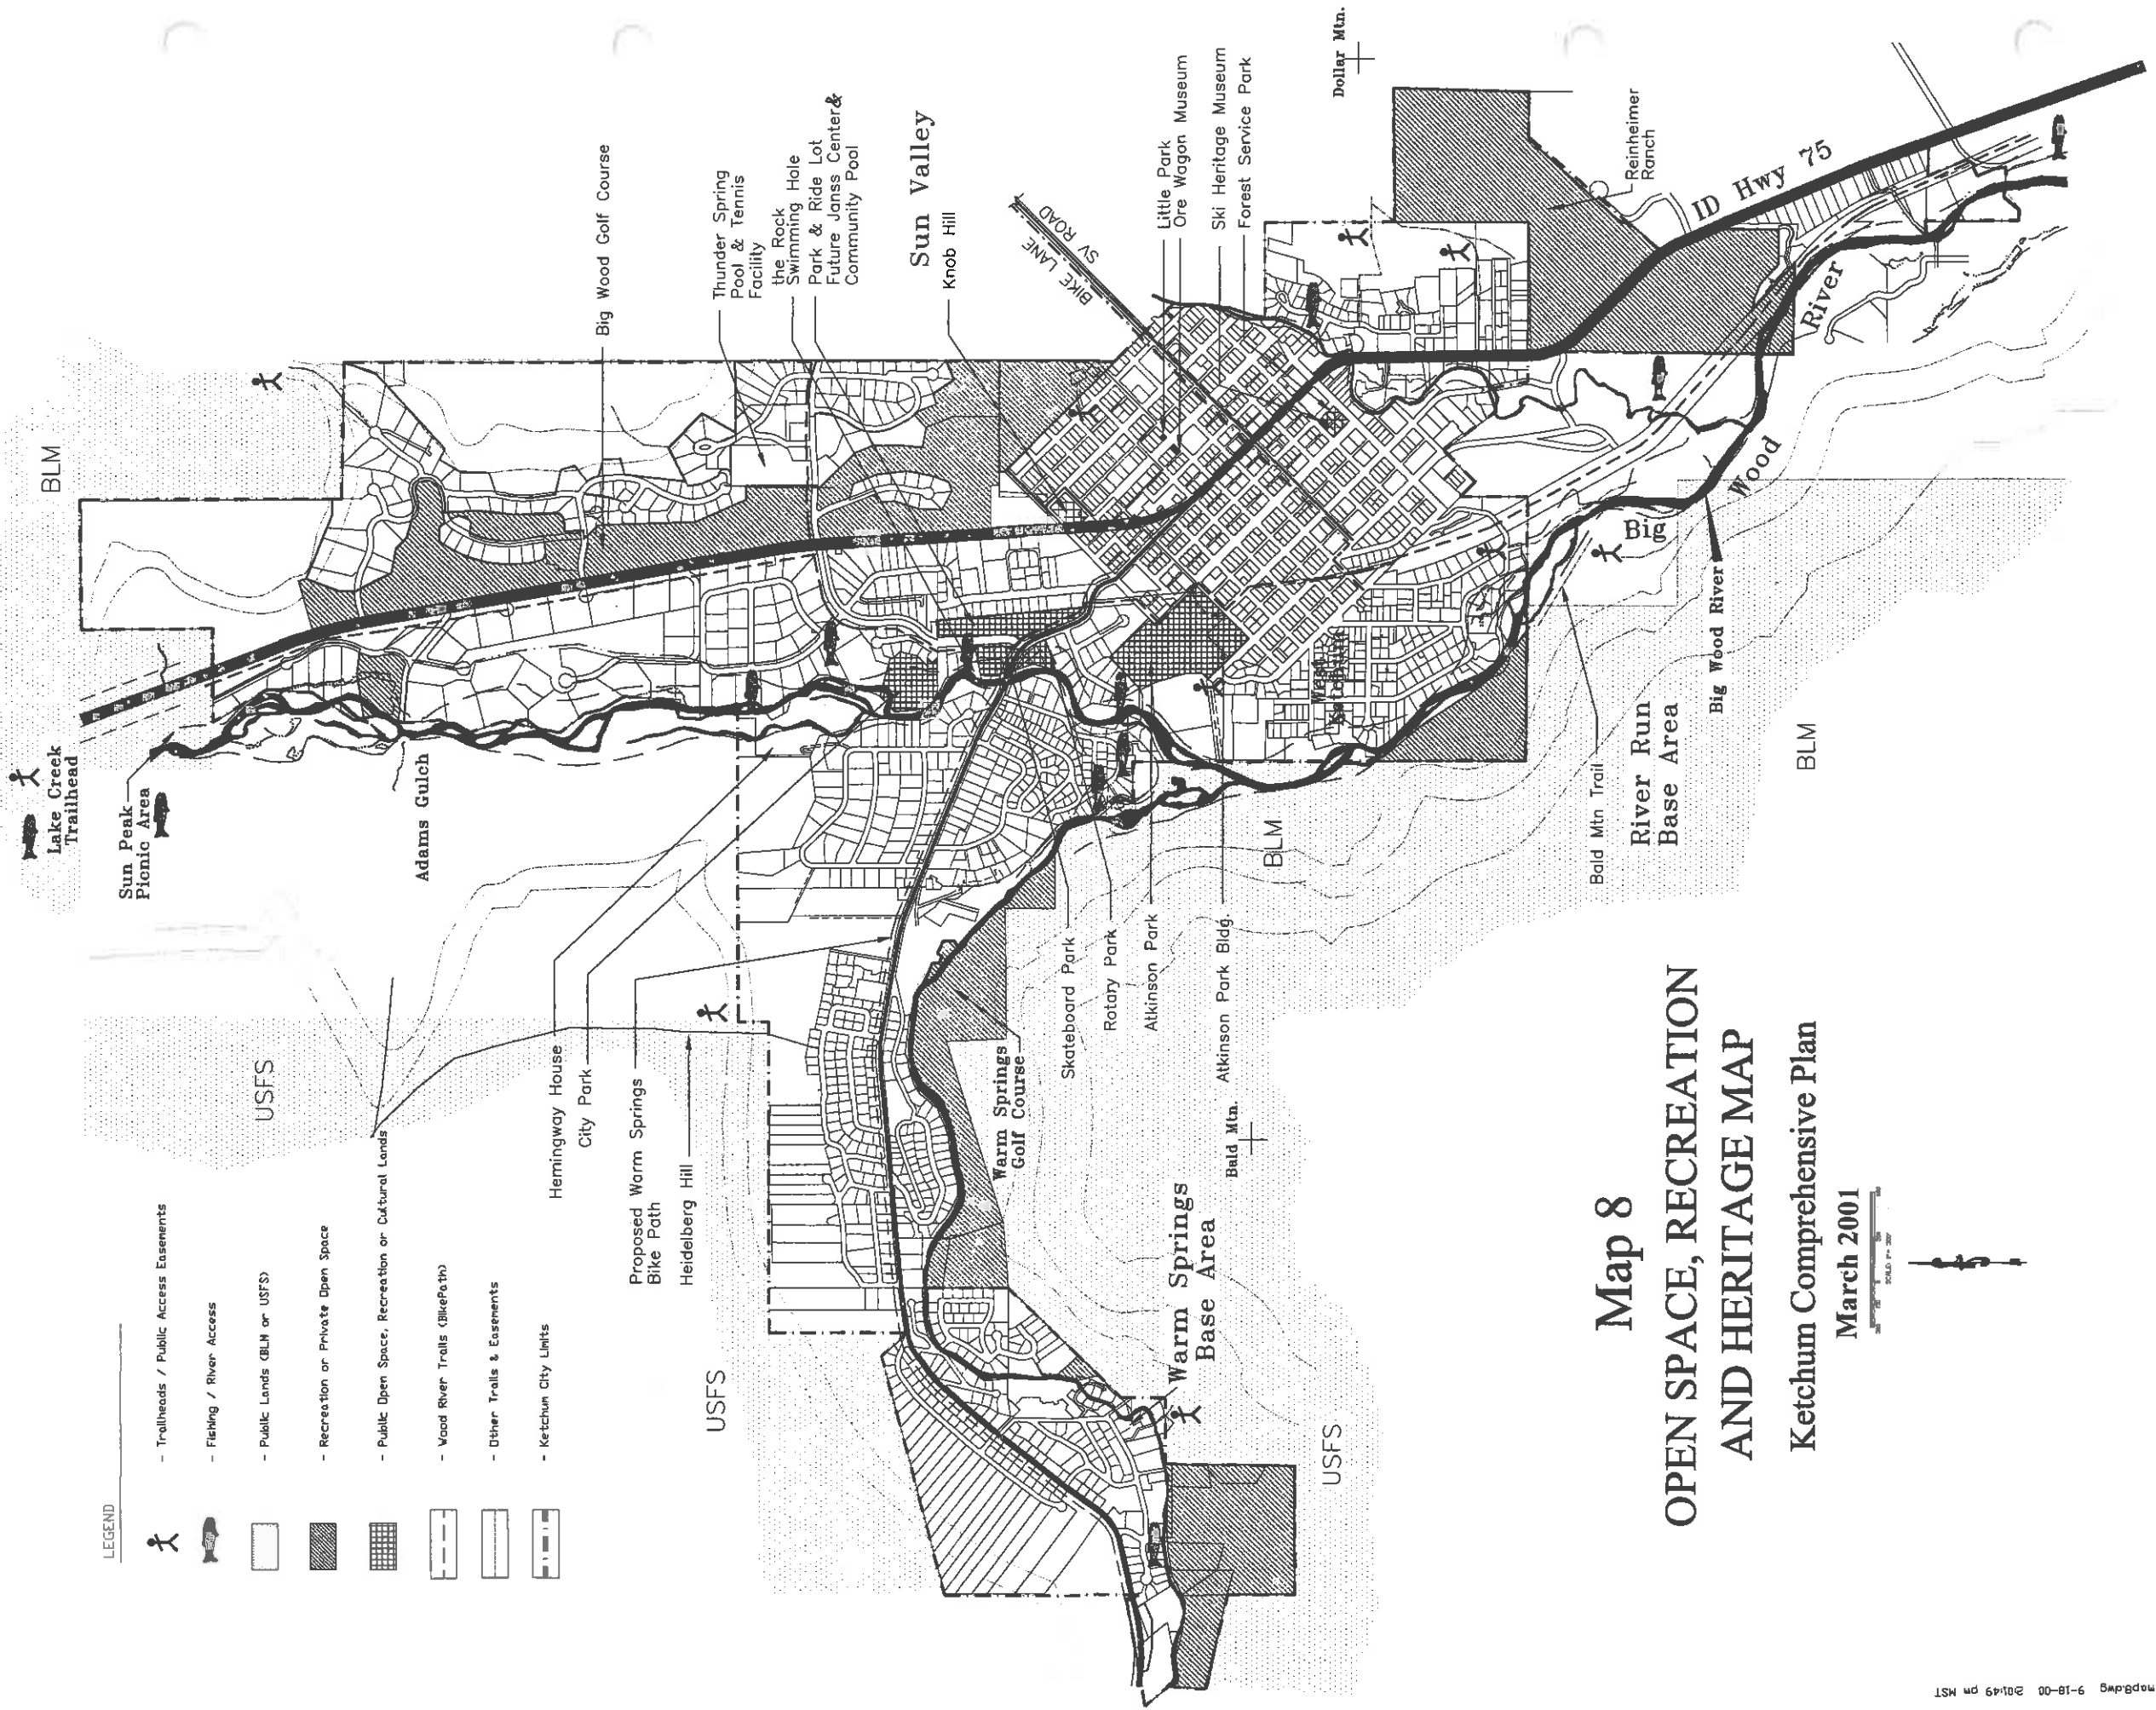 LEGEND
- Trailheads / Public Access Easements
- Fishing / River Access
- Public Lands (BLM or USFS)
- Recreation or Private Open Space
- Public Open Space, Recreation or Cultural Lands
- Wood River Trails (BikePath)
- Other Trails & Easements
- Ketchum City Limits
Lake Creek
Trailhead
Sun Peak
Picnic Area
BLM
Adams Gulch
USFS
Hemingway House
City Park
Proposed Warm Springs
Bike Path
Heidelberg Hill
USFS
Big Wood Golf Course
Thunder Spring
Pool & Tennis
Facility
the Rock
Swimming Hole
Park & Ride Lot
Future Janss Center&
Community Pool
Sun Valley
Knob Hill
BIKE LANE
SV ROAD
Little Park
Ore Wagon Museum
Ski Heritage Museum
Forest Service Park
Dollar Mtn.
Reinheimer
Ranch
ID Hwy 75
Big
Wood
River
Big Wood River
West
Ketchum
Warm Springs
Golf Course
Skateboard Park
Rotary Park
Atkinson Park
Atkinson Park Bldg.
BLM
Bald Mtn.
Warm Springs
Base Area
USFS
Bald Mtn Trail
River Run
Base Area
BLM
Map 8
OPEN SPACE, RECREATION
AND HERITAGE MAP
Ketchum Comprehensive Plan
March 2001
map8.dwg 9-18-00 2:01:49 pm MST